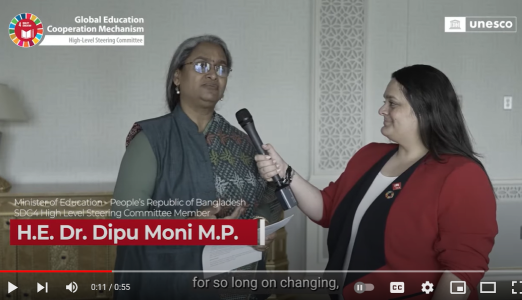 Global Education
Cooperation Mechanism
High-Level Steering Committee
unesco
Minister of Education - People's Republic of Bangladesh
SDG4 High Level Steering Committee Member
H.E. Dr. Dipu Moni M.P.
for so long on changing,
0:11 / 0:55
CC